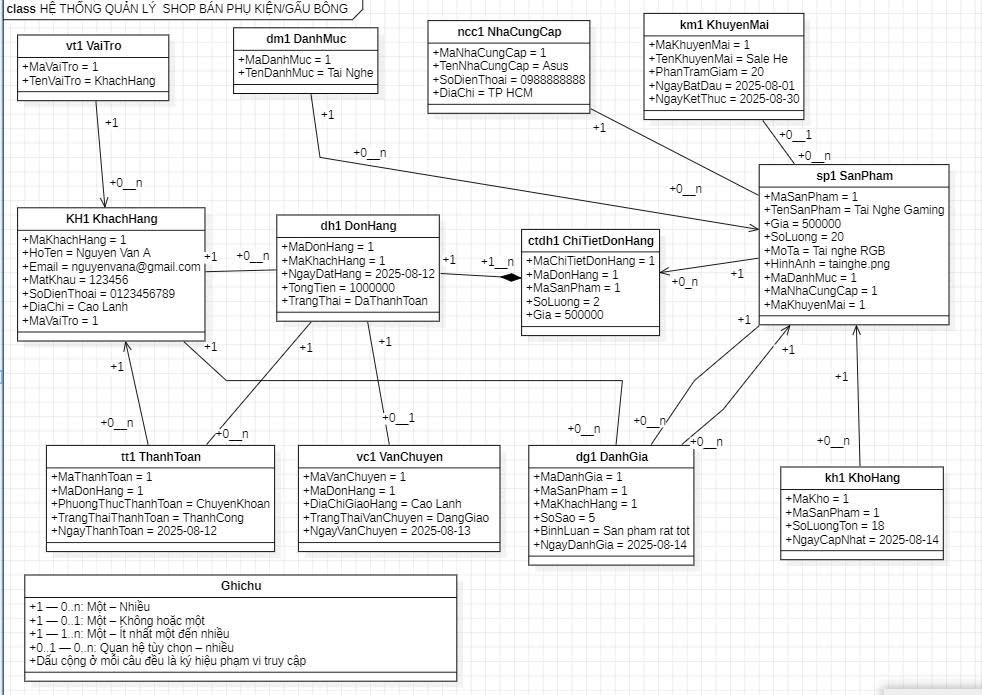 class HỆ THỐNG QUẢN LÝ SHOP BÁN PHỤ KIỆN/GẤU BÔNG
vt1 VaiTro
+MaVaiTro = 1
+TenVaiTro = KhachHang
dm1 DanhMuc
+MaDanhMuc = 1
+TenDanhMuc = Tai Nghe
ncc1 NhaCungCap
+MaNhaCungCap = 1
+TenNhaCungCap = Asus
+SoDienThoai = 0988888888
+DiaChi = TP HCM
km1 KhuyenMai
+MaKhuyenMai = 1
+TenKhuyenMai = Sale He
+PhanTramGiam = 20
+NgayBatDau = 2025-08-01
+NgayKetThuc = 2025-08-30
+1
+0__n
+1
+0__n
+1
+0__n
+0__1
+0__n
KH1 KhachHang
+MaKhachHang = 1
+HoTen = Nguyen Van A
+Email = nguyenvana@gmail.com
+MatKhau = 123456
+SoDienThoai = 0123456789
+DiaChi = Cao Lanh
+MaVaiTro = 1
+1
+0__n
dh1 DonHang
+MaDonHang = 1
+MaKhachHang = 1
+NgayDatHang = 2025-08-12
+TongTien = 1000000
+TrangThai = DaThanhToan
+1
+1__n
ctdh1 ChiTietDonHang
+MaChiTietDonHang = 1
+MaDonHang = 1
+MaSanPham = 1
+SoLuong = 2
+Gia = 500000
+0_n
+1
sp1 SanPham
+MaSanPham = 1
+TenSanPham = Tai Nghe Gaming
+Gia = 500000
+SoLuong = 20
+MoTa = Tai nghe RGB
+HinhAnh = tainghe.png
+MaDanhMuc = 1
+MaNhaCungCap = 1
+MaKhuyenMai = 1
+1
+0__n
+1
+1
+0__n
+1
+0__1
+0__n
+1
+0__n
+1
+0__n
+1
+0__n
tt1 ThanhToan
+MaThanhToan = 1
+MaDonHang = 1
+PhuongThucThanhToan = ChuyenKhoan
+TrangThaiThanhToan = ThanhCong
+NgayThanhToan = 2025-08-12
vc1 VanChuyen
+MaVanChuyen = 1
+MaDonHang = 1
+DiaChiGiaoHang = Cao Lanh
+TrangThaiVanChuyen = DangGiao
+NgayVanChuyen = 2025-08-13
dg1 DanhGia
+MaDanhGia = 1
+MaSanPham = 1
+MaKhachHang = 1
+SoSao = 5
+BinhLuan = San pham rat tot
+NgayDanhGia = 2025-08-14
kh1 KhoHang
+MaKho = 1
+MaSanPham = 1
+SoLuongTon = 18
+NgayCapNhat = 2025-08-14
Ghichu
+1 — 0..n: Một – Nhiều
+1 — 0..1: Một – Không hoặc một
+1 — 1..n: Một – Ít nhất một đến nhiều
+0..1 — 0..n: Quan hệ tùy chọn – nhiều
+Dấu cộng ở mỗi câu đều là ký hiệu phạm vi truy cập